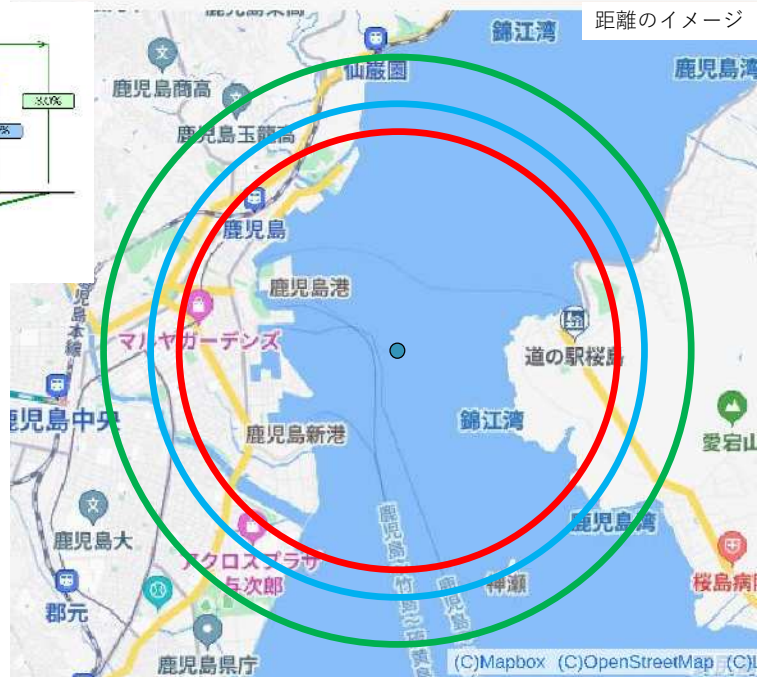 距離のイメージ
錦江湾
仙巌園
鹿児島商高
鹿児島湾
3.0%
%
鹿児島玉龍高
鹿児島
鹿児島港
児島本線
マルヤガーデンズ
道の駅桜島
鹿児島中央
鹿児島新港
錦江湾
愛宕山
鹿児島大
鹿児島湾
アクロスプラザ
与次郎
神瀬
桜島病院
郡元
鹿児島県庁
(C)Mapbox (C)OpenStreetMap (C)L